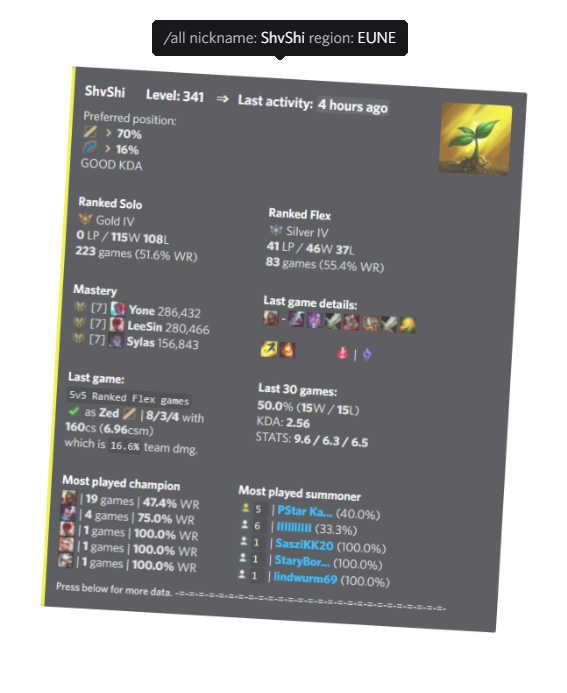 /all nickname: ShvShi region: EUNE
ShvShi Level: 341 ⇒ Last activity: 4 hours ago
Preferred position:
> 70%
> 16%
GOOD KDA
Ranked Solo
Gold IV
0 LP / 115W 108L
223 games (51.6% WR)
Ranked Flex
Silver IV
41 LP / 46W 37L
83 games (55.4% WR)
Mastery
[7] Yone 286,432
[7] LeeSin 280,466
[7] Sylas 156,843
Last game details:
-
|
Last game:
5v5 Ranked Flex games
✔ as Zed | 8/3/4 with
160cs (6.96csm)
which is 16.6% team dmg.
Last 30 games:
50.0% (15W / 15L)
KDA: 2.56
STATS: 9.6 / 6.3 / 6.5
Most played champion
| 19 games | 47.4% WR
| 4 games | 75.0% WR
| 1 games | 100.0% WR
| 1 games | 100.0% WR
| 1 games | 100.0% WR
Most played summoner
5 | PStar Ka... (40.0%)
6 | IIIIIIIIII (33.3%)
1 | SasziKK20 (100.0%)
1 | StaryBor... (100.0%)
1 | lindwurm69 (100.0%)
Press below for more data. -=-=-=-=-=-=-=-=-=-=-=-=-=-=-=-=-=-=-=-=-=-